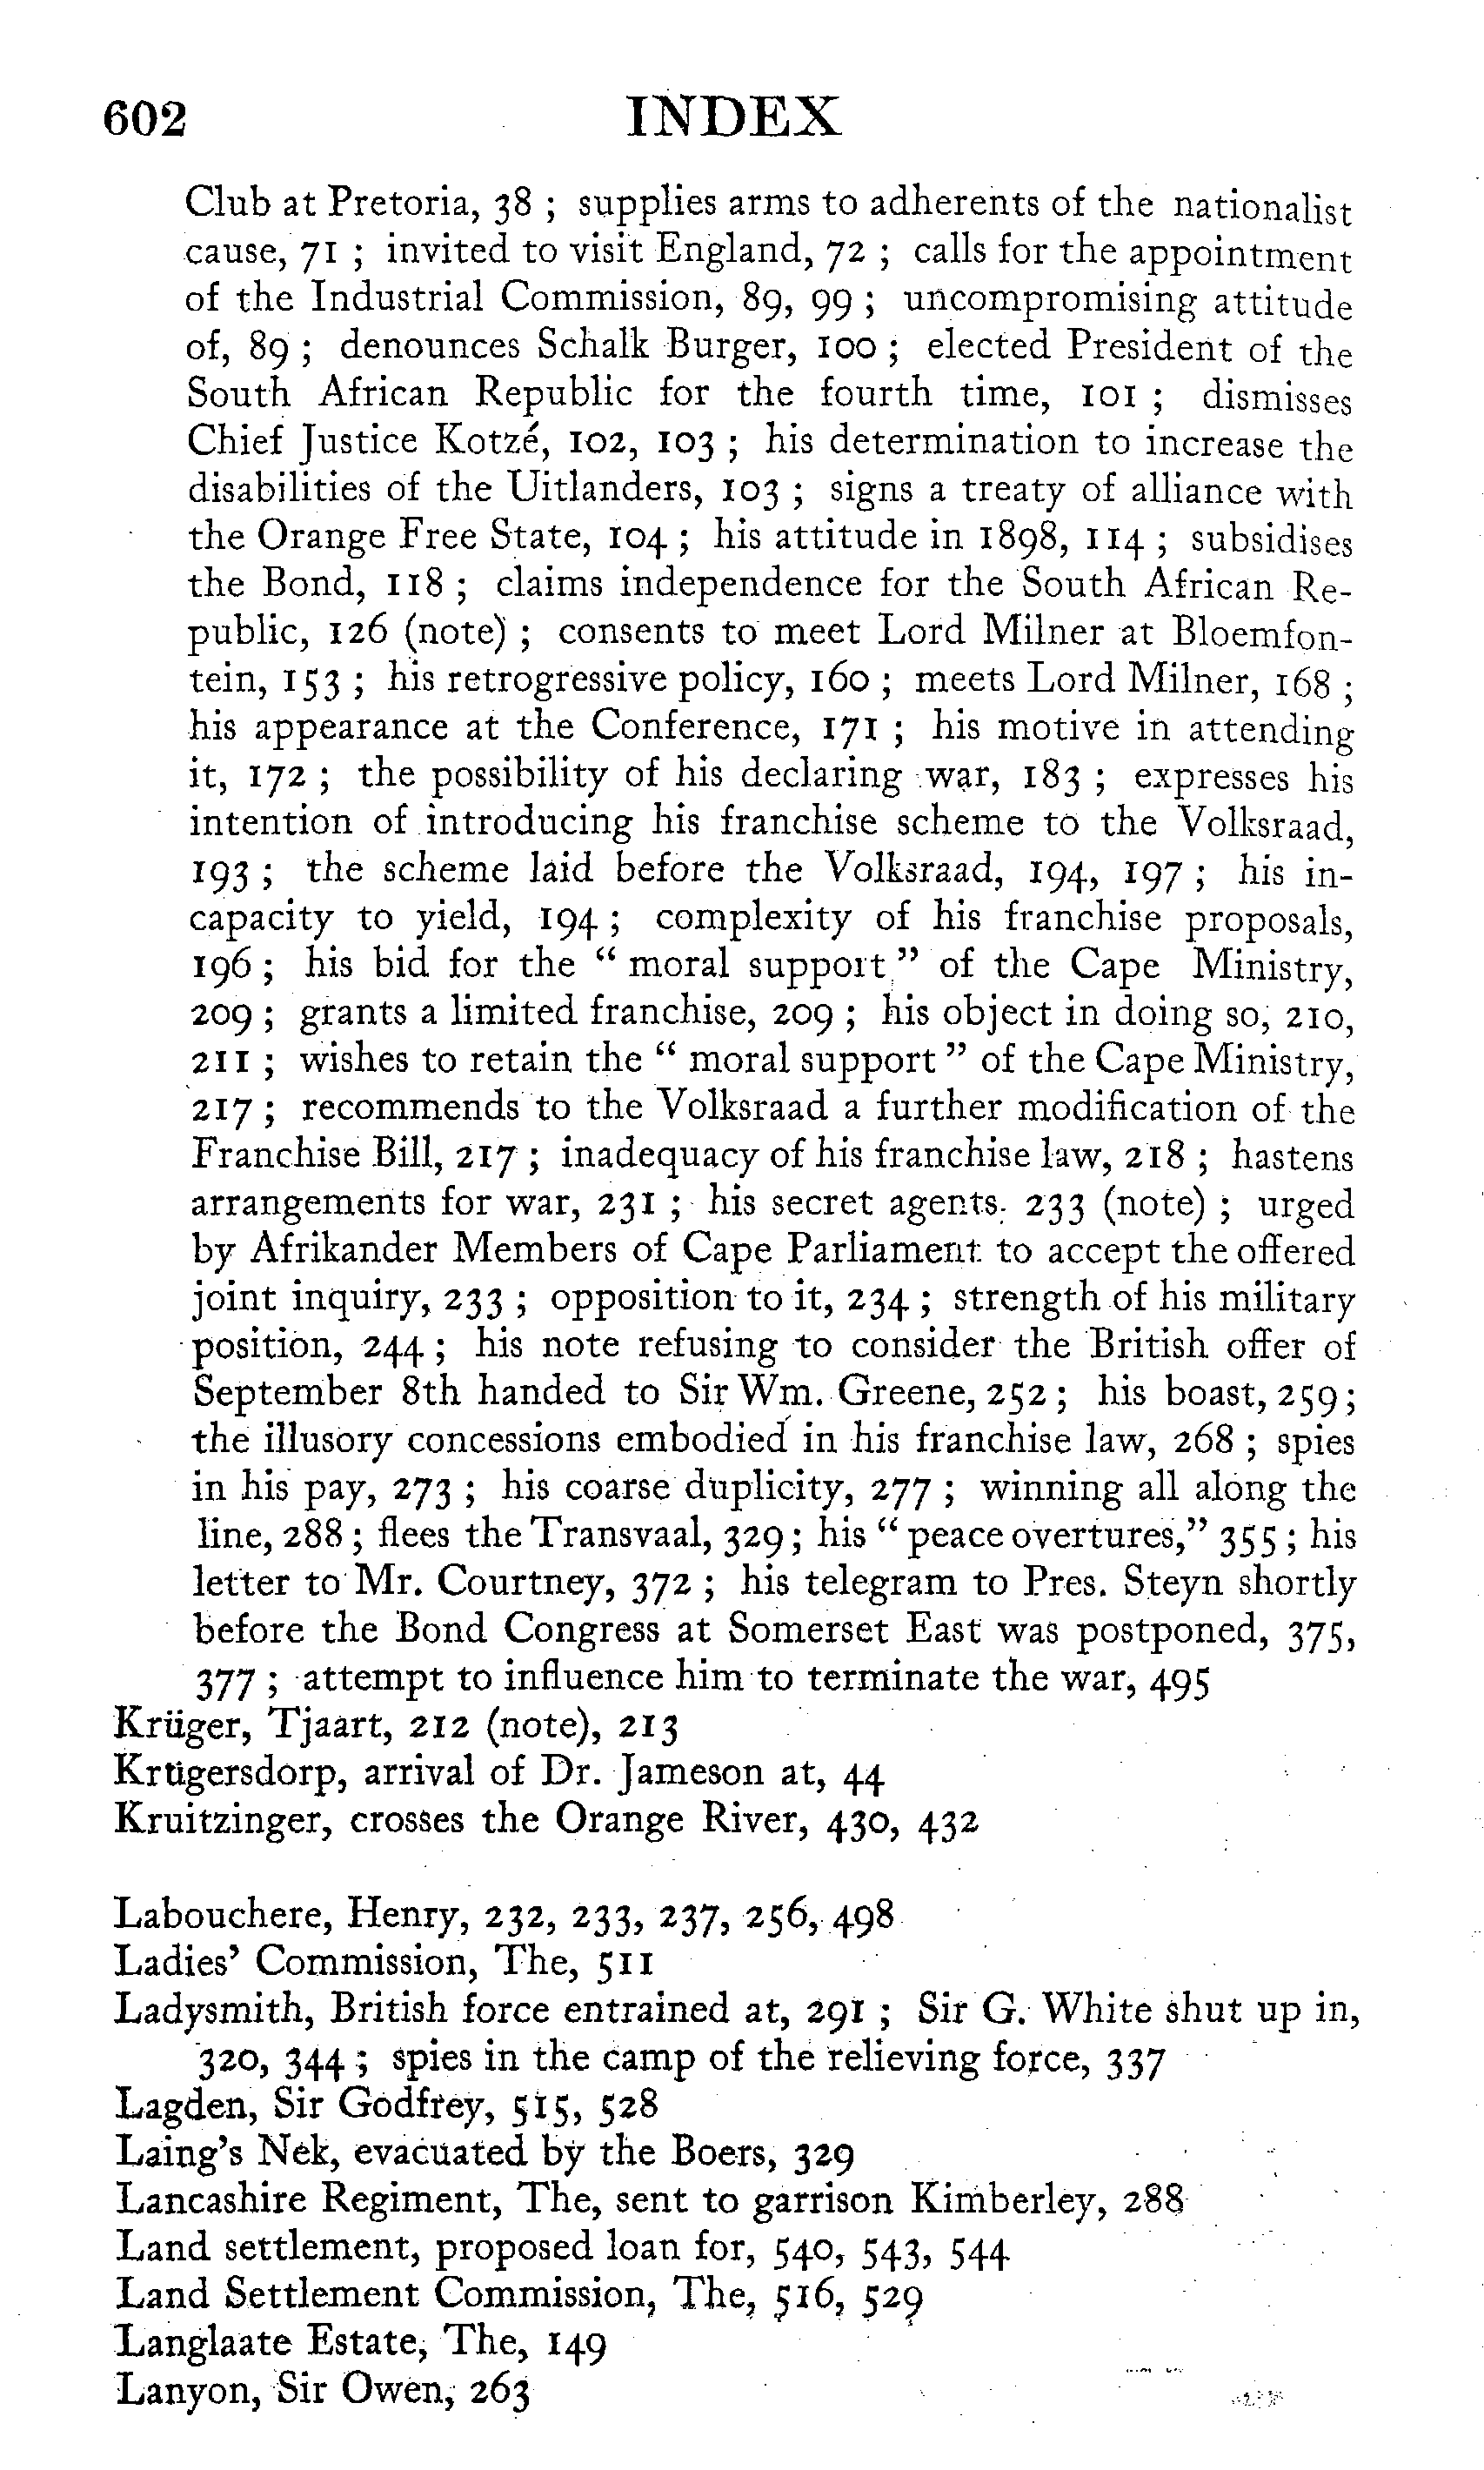 602 INDEX
Club at Pretoria, 38 ; supplies arms to adherents of the nationalist
cause, 71 ; invited to visit England, 72 ; calls for the appointment
of the Industrial Commission, 89, 99 ; uncompromising attitude
of, 89 ; denounces Schalk Burger, 100 ; elected President of the
South African Republic for the fourth time, 101 ; dismisses
Chief Justice Kotzé, 102, 103 ; his determination to increase the
disabilities of the Uitlanders, 103 ; signs a treaty of alliance with
the Orange Free State, 104 ; his attitude in 1898, 114 ; subsidises
the Bond, 118 ; claims independence for the South African Re-
public, 126 (note) ; consents to meet Lord Milner at Bloemfon-
tein, 153 ; his retrogressive policy, 160 ; meets Lord Milner, 168 ;
his appearance at the Conference, 171 ; his motive in attending
it, 172 ; the possibility of his declaring war, 183 ; expresses his
intention of introducing his franchise scheme to the Volksraad,
193 ; the scheme laid before the Volksraad, 194, 197 ; his in-
capacity to yield, 194 ; complexity of his franchise proposals,
196 ; his bid for the “ moral support ” of the Cape Ministry,
209 ; grants a limited franchise, 209 ; his object in doing so, 210,
211 ; wishes to retain the “ moral support ” of the Cape Ministry,
217 ; recommends to the Volksraad a further modification of the
Franchise Bill, 217 ; inadequacy of his franchise law, 218 ; hastens
arrangements for war, 231 ; his secret agents, 233 (note) ; urged
by Afrikander Members of Cape Parliament to accept the offered
joint inquiry, 233 ; opposition to it, 234 ; strength of his military
position, 244 ; his note refusing to consider the British offer of
September 8th handed to Sir Wm. Greene, 252 ; his boast, 259 ;
the illusory concessions embodied in his franchise law, 268 ; spies
in his pay, 273 ; his coarse duplicity, 277 ; winning all along the
line, 288 ; flees the Transvaal, 329 ; his “ peace overtures,” 355 ; his
letter to Mr. Courtney, 372 ; his telegram to Pres. Steyn shortly
before the Bond Congress at Somerset East was postponed, 375,
377 ; attempt to influence him to terminate the war, 495
Krüger, Tjaart, 212 (note), 213
Krügersdorp, arrival of Dr. Jameson at, 44
Kruitzinger, crosses the Orange River, 430, 432
Labouchere, Henry, 232, 233, 237, 256, 498
Ladies’ Commission, The, 511
Ladysmith, British force entrained at, 291 ; Sir G. White shut up in,
320, 344 ; spies in the camp of the relieving force, 337
Lagden, Sir Godfrey, 515, 528
Laing’s Nek, evacuated by the Boers, 329
Lancashire Regiment, The, sent to garrison Kimberley, 288
Land settlement, proposed loan for, 540, 543, 544
Land Settlement Commission, The, 516, 529
Langlaate Estate, The, 149
Lanyon, Sir Owen, 263